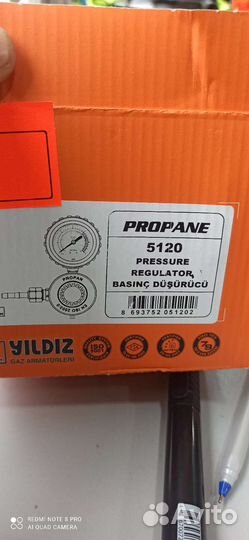 PROPANE
5120
PRESSURE
REGULATOR,
BASINÇ DÜŞÜRÜCÜ
PROPAN
8 693752 051202
YILDIZ
GAZ ARMATÜRLERİ
ISO
REDMI NOTE 8 PRO
AI QUAD CAMERA
Avito